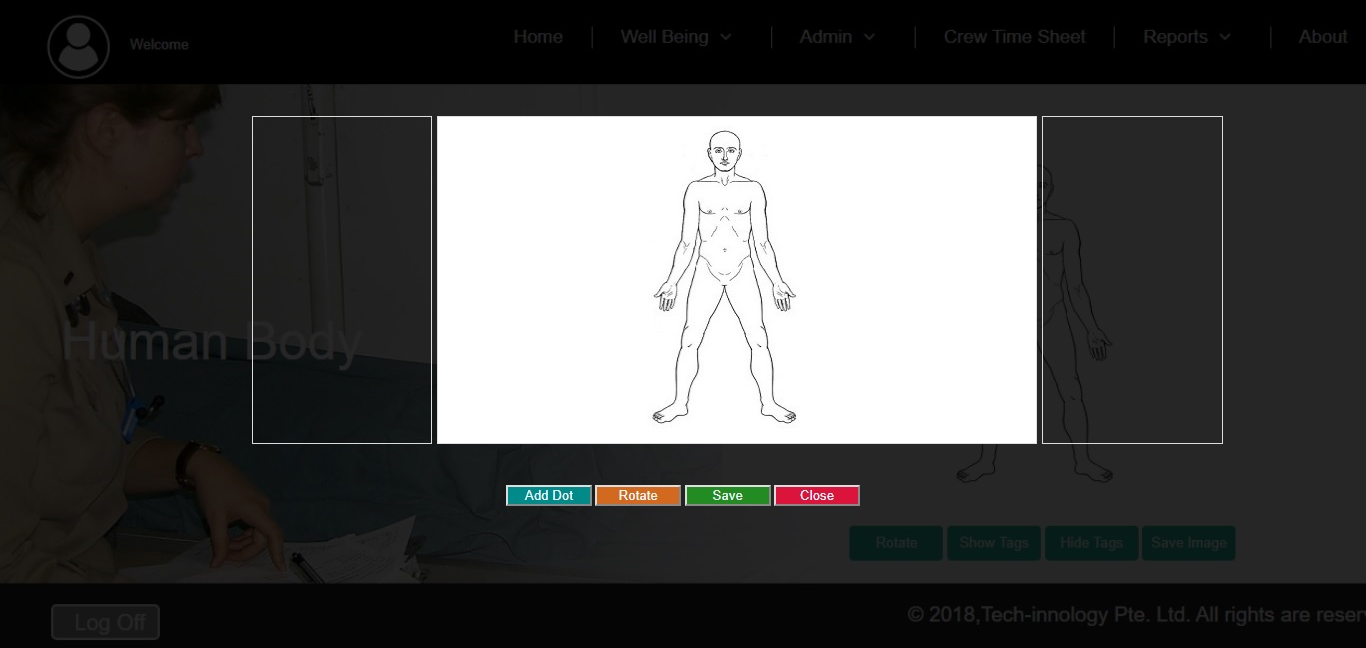 Welcome
Home
Well Being
Admin
Crew Time Sheet
Reports
About
Human Body
Add Dot
Rotate
Save
Close
Rotate
Show Tags
Hide Tags
Save Image
Log Off
© 2018,Tech-innology Pte. Ltd. All rights are reser